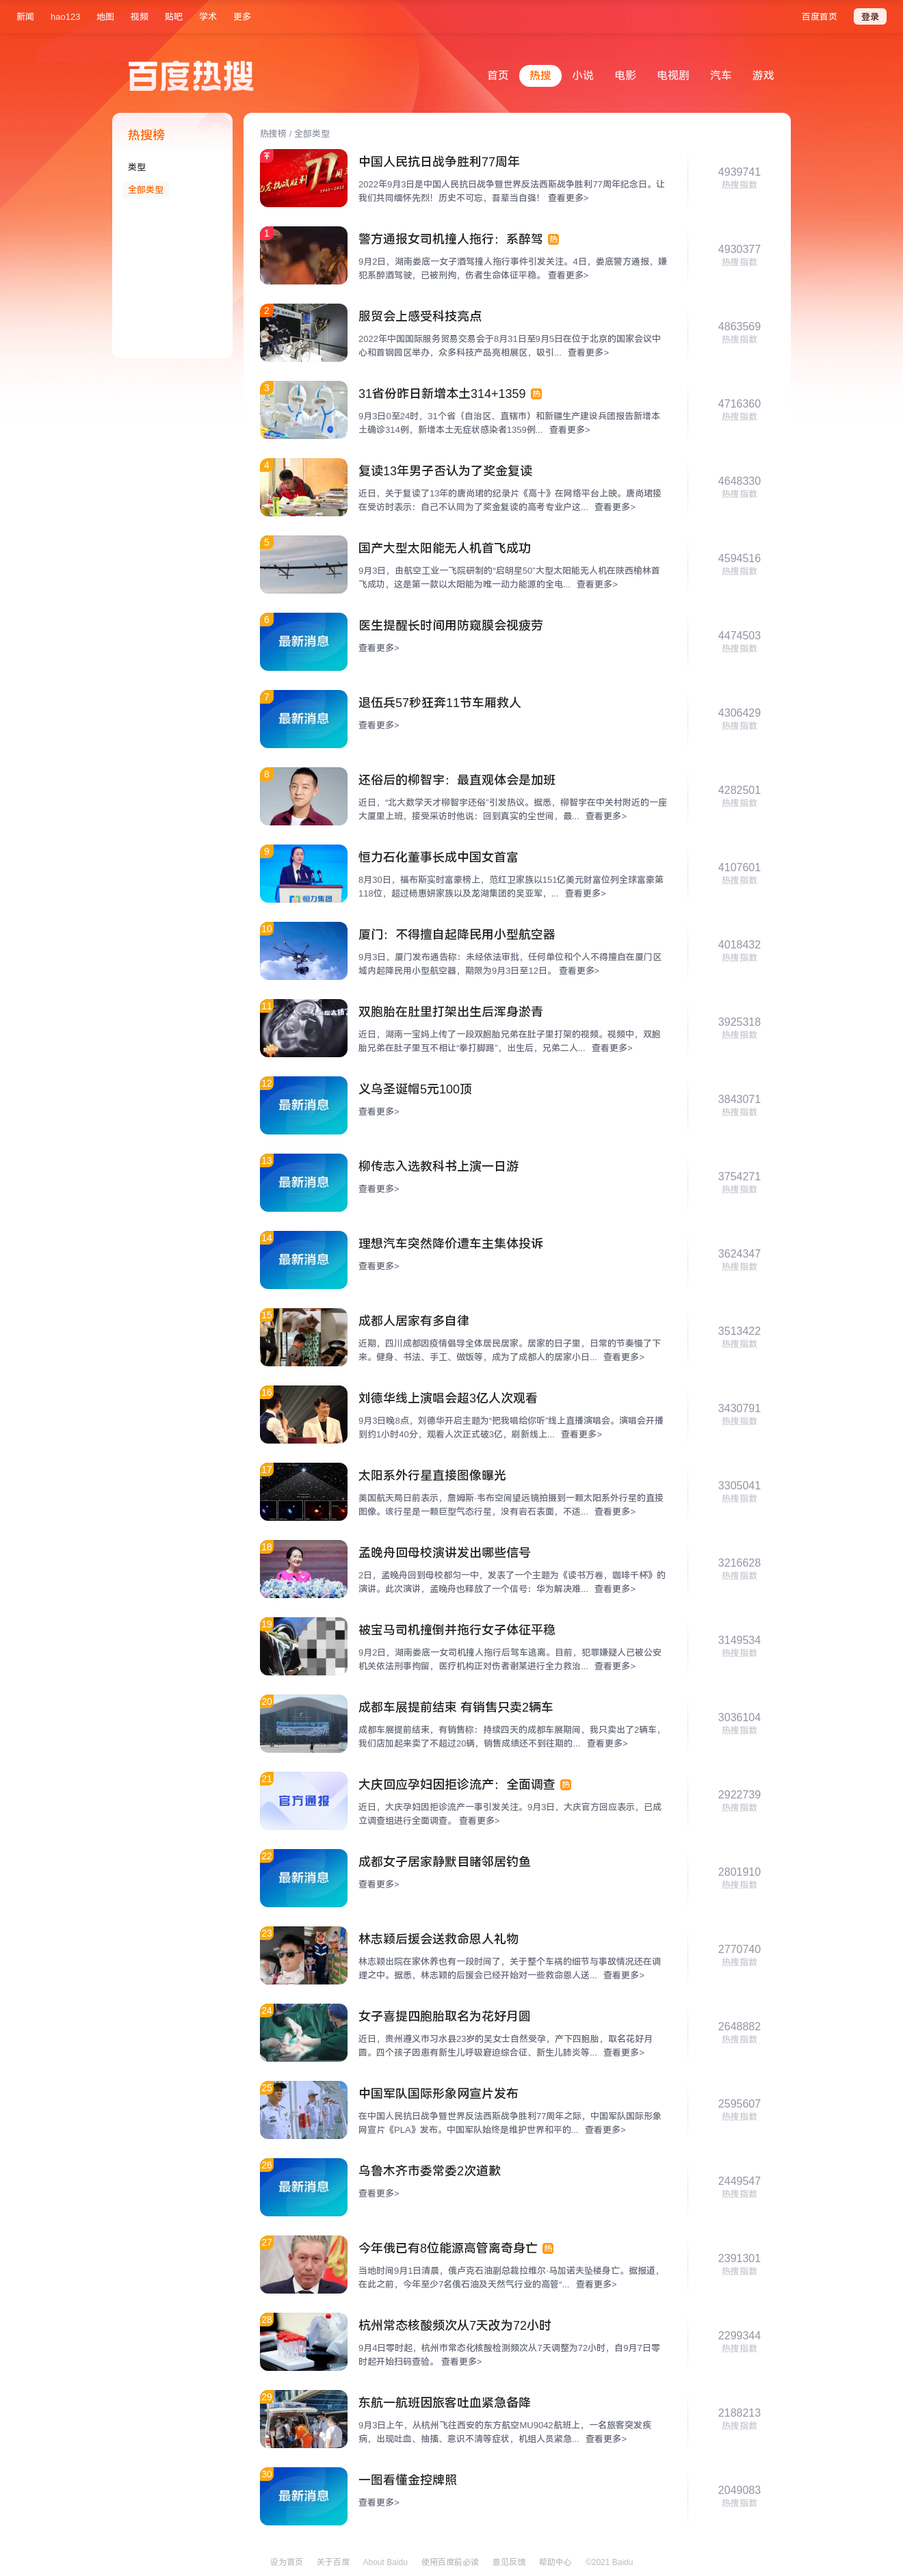 新闻 hao123 地图 视频 贴吧 学术 更多 百度首页 登录
百度热搜
首页 热搜 小说 电影 电视剧 汽车 游戏
热搜榜
类型
全部类型
热搜榜 / 全部类型
中国人民抗日战争胜利77周年
2022年9月3日是中国人民抗日战争暨世界反法西斯战争胜利77周年纪念日。让
我们共同缅怀先烈！历史不可忘，吾辈当自强！ 查看更多>
4939741
热搜指数
1
警方通报女司机撞人拖行：系醉驾 热
9月2日，湖南娄底一女子酒驾撞人拖行事件引发关注。4日，娄底警方通报，嫌
犯系醉酒驾驶，已被刑拘，伤者生命体征平稳。 查看更多>
4930377
热搜指数
2
服贸会上感受科技亮点
2022年中国国际服务贸易交易会于8月31日至9月5日在位于北京的国家会议中
心和首钢园区举办，众多科技产品亮相展区，吸引... 查看更多>
4863569
热搜指数
3
31省份昨日新增本土314+1359 热
9月3日0至24时，31个省（自治区、直辖市）和新疆生产建设兵团报告新增本
土确诊314例，新增本土无症状感染者1359例... 查看更多>
4716360
热搜指数
4
复读13年男子否认为了奖金复读
近日，关于复读了13年的唐尚珺的纪录片《高十》在网络平台上映。唐尚珺接
在受访时表示：自己不认同为了奖金复读的高考专业户这... 查看更多>
4648330
热搜指数
5
国产大型太阳能无人机首飞成功
9月3日，由航空工业一飞院研制的“启明星50”大型太阳能无人机在陕西榆林首
飞成功，这是第一款以太阳能为唯一动力能源的全电... 查看更多>
4594516
热搜指数
6
最新消息
医生提醒长时间用防窥膜会视疲劳
查看更多>
4474503
热搜指数
7
最新消息
退伍兵57秒狂奔11节车厢救人
查看更多>
4306429
热搜指数
8
还俗后的柳智宇：最直观体会是加班
近日，“北大数学天才柳智宇还俗”引发热议。据悉，柳智宇在中关村附近的一座
大厦里上班，接受采访时他说：回到真实的尘世间，最... 查看更多>
4282501
热搜指数
9
恒力集团
恒力石化董事长成中国女首富
8月30日，福布斯实时富豪榜上，范红卫家族以151亿美元财富位列全球富豪第
118位，超过杨惠妍家族以及龙湖集团的吴亚军，... 查看更多>
4107601
热搜指数
10
厦门：不得擅自起降民用小型航空器
9月3日，厦门发布通告称：未经依法审批，任何单位和个人不得擅自在厦门区
域内起降民用小型航空器，期限为9月3日至12日。 查看更多>
4018432
热搜指数
11
双胞胎在肚里打架出生后浑身淤青
近日，湖南一宝妈上传了一段双胞胎兄弟在肚子里打架的视频。视频中，双胞
胎兄弟在肚子里互不相让“拳打脚踢”，出生后，兄弟二人... 查看更多>
3925318
热搜指数
12
最新消息
义乌圣诞帽5元100顶
查看更多>
3843071
热搜指数
13
最新消息
柳传志入选教科书上演一日游
查看更多>
3754271
热搜指数
14
最新消息
理想汽车突然降价遭车主集体投诉
查看更多>
3624347
热搜指数
15
成都人居家有多自律
近期，四川成都因疫情倡导全体居民居家。居家的日子里，日常的节奏慢了下
来。健身、书法、手工、做饭等，成为了成都人的居家小日... 查看更多>
3513422
热搜指数
16
刘德华线上演唱会超3亿人次观看
9月3日晚8点，刘德华开启主题为“把我唱给你听”线上直播演唱会。演唱会开播
到约1小时40分，观看人次正式破3亿，刷新线上... 查看更多>
3430791
热搜指数
17
太阳系外行星直接图像曝光
美国航天局日前表示，詹姆斯·韦布空间望远镜拍摄到一颗太阳系外行星的直接
图像。该行星是一颗巨型气态行星，没有岩石表面，不适... 查看更多>
3305041
热搜指数
18
孟晚舟回母校演讲发出哪些信号
2日，孟晚舟回到母校都匀一中，发表了一个主题为《读书万卷，咖啡千杯》的
演讲。此次演讲，孟晚舟也释放了一个信号：华为解决难... 查看更多>
3216628
热搜指数
19
被宝马司机撞倒并拖行女子体征平稳
9月2日，湖南娄底一女司机撞人拖行后驾车逃离。目前，犯罪嫌疑人已被公安
机关依法刑事拘留，医疗机构正对伤者谢某进行全力救治... 查看更多>
3149534
热搜指数
20
成都车展提前结束 有销售只卖2辆车
成都车展提前结束，有销售称：持续四天的成都车展期间，我只卖出了2辆车，
我们店加起来卖了不超过20辆，销售成绩还不到往期的... 查看更多>
3036104
热搜指数
21
官方通报
大庆回应孕妇因拒诊流产：全面调查 热
近日，大庆孕妇因拒诊流产一事引发关注。9月3日，大庆官方回应表示，已成
立调查组进行全面调查。 查看更多>
2922739
热搜指数
22
最新消息
成都女子居家静默目睹邻居钓鱼
查看更多>
2801910
热搜指数
23
林志颖后援会送救命恩人礼物
林志颖出院在家休养也有一段时间了，关于整个车祸的细节与事故情况还在调
理之中。据悉，林志颖的后援会已经开始对一些救命恩人送... 查看更多>
2770740
热搜指数
24
女子喜提四胞胎取名为花好月圆
近日，贵州遵义市习水县23岁的吴女士自然受孕，产下四胞胎，取名花好月
圆。四个孩子因患有新生儿呼吸窘迫综合征、新生儿肺炎等... 查看更多>
2648882
热搜指数
25
中国军队国际形象网宣片发布
在中国人民抗日战争暨世界反法西斯战争胜利77周年之际，中国军队国际形象
网宣片《PLA》发布。中国军队始终是维护世界和平的... 查看更多>
2595607
热搜指数
26
最新消息
乌鲁木齐市委常委2次道歉
查看更多>
2449547
热搜指数
27
今年俄已有8位能源高管离奇身亡 热
当地时间9月1日清晨，俄卢克石油副总裁拉维尔·马加诺夫坠楼身亡。据报道，
在此之前，今年至少7名俄石油及天然气行业的高管“... 查看更多>
2391301
热搜指数
28
杭州常态核酸频次从7天改为72小时
9月4日零时起，杭州市常态化核酸检测频次从7天调整为72小时，自9月7日零
时起开始扫码查验。 查看更多>
2299344
热搜指数
29
东航一航班因旅客吐血紧急备降
9月3日上午，从杭州飞往西安的东方航空MU9042航班上，一名旅客突发疾
病，出现吐血、抽搐、意识不清等症状，机组人员紧急... 查看更多>
2188213
热搜指数
30
最新消息
一图看懂金控牌照
查看更多>
2049083
热搜指数
设为首页 关于百度 About Baidu 使用百度前必读 意见反馈 帮助中心 ©2021 Baidu